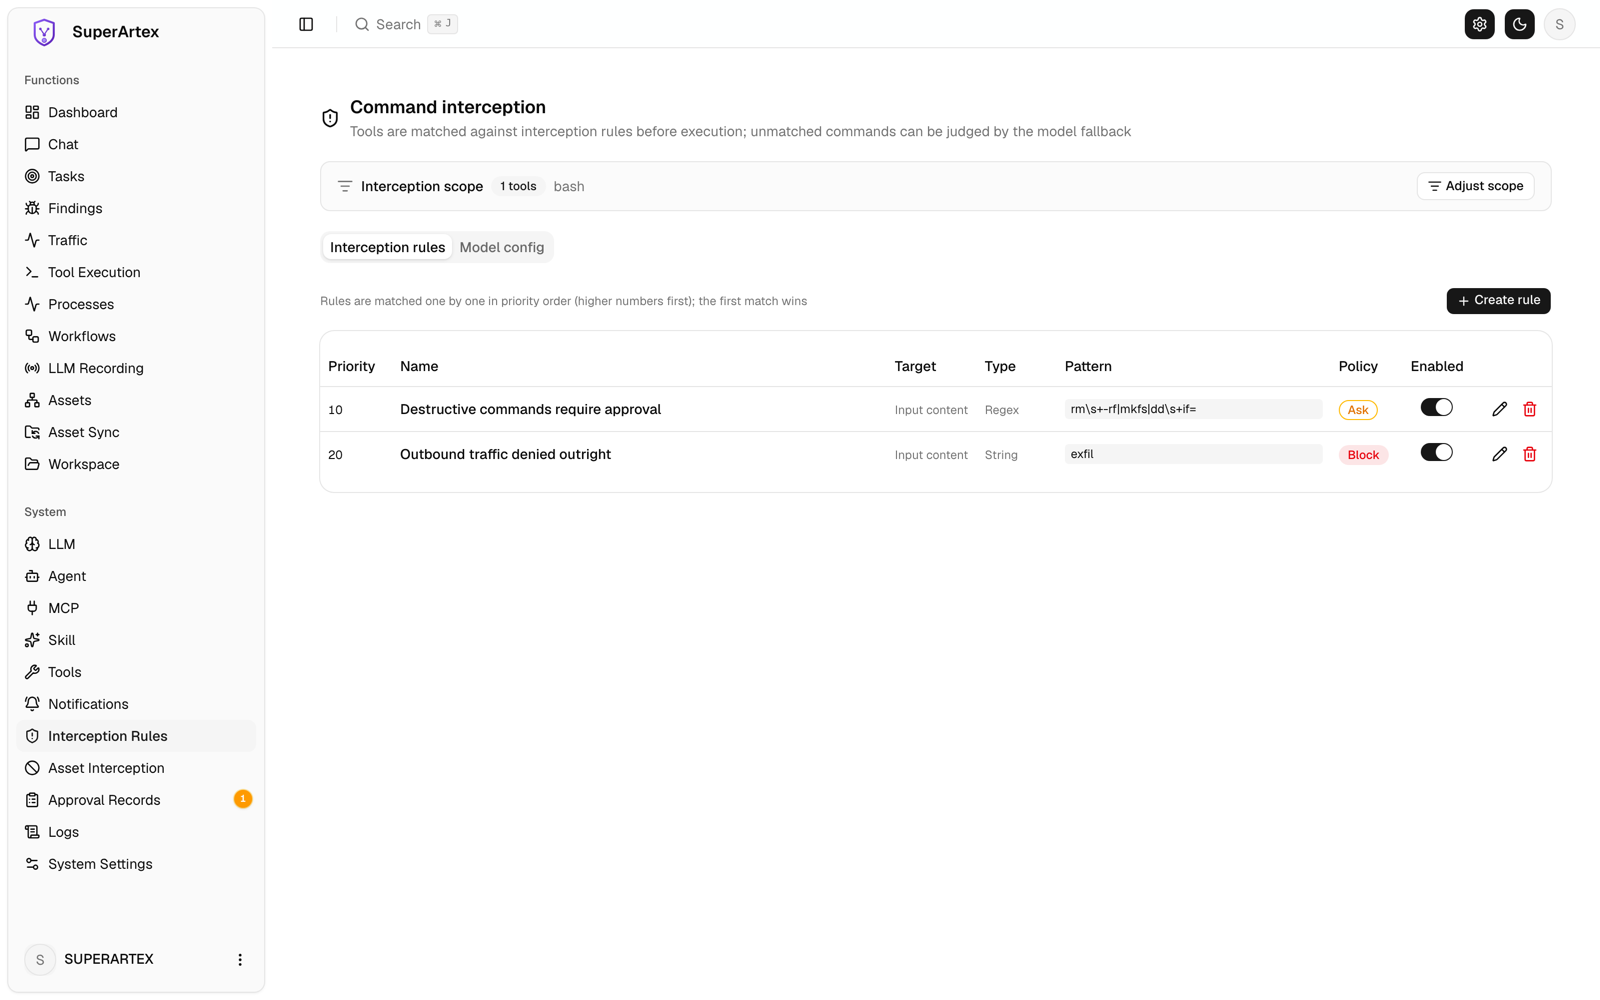 SuperArtex
Search
⌘ J
S
Functions
Dashboard
Chat
Tasks
Findings
Traffic
Tool Execution
Processes
Workflows
LLM Recording
Assets
Asset Sync
Workspace
System
LLM
Agent
MCP
Skill
Tools
Notifications
Interception Rules
Asset Interception
Approval Records 1
Logs
System Settings
S SUPERARTEX
Command interception
Tools are matched against interception rules before execution; unmatched commands can be judged by the model fallback
Interception scope 1 tools bash Adjust scope
Interception rules Model config
Rules are matched one by one in priority order (higher numbers first); the first match wins
+ Create rule
Priority Name Target Type Pattern Policy Enabled
10 Destructive commands require approval Input content Regex rm\s+-rf|mkfs|dd\s+if= Ask
20 Outbound traffic denied outright Input content String exfil Block